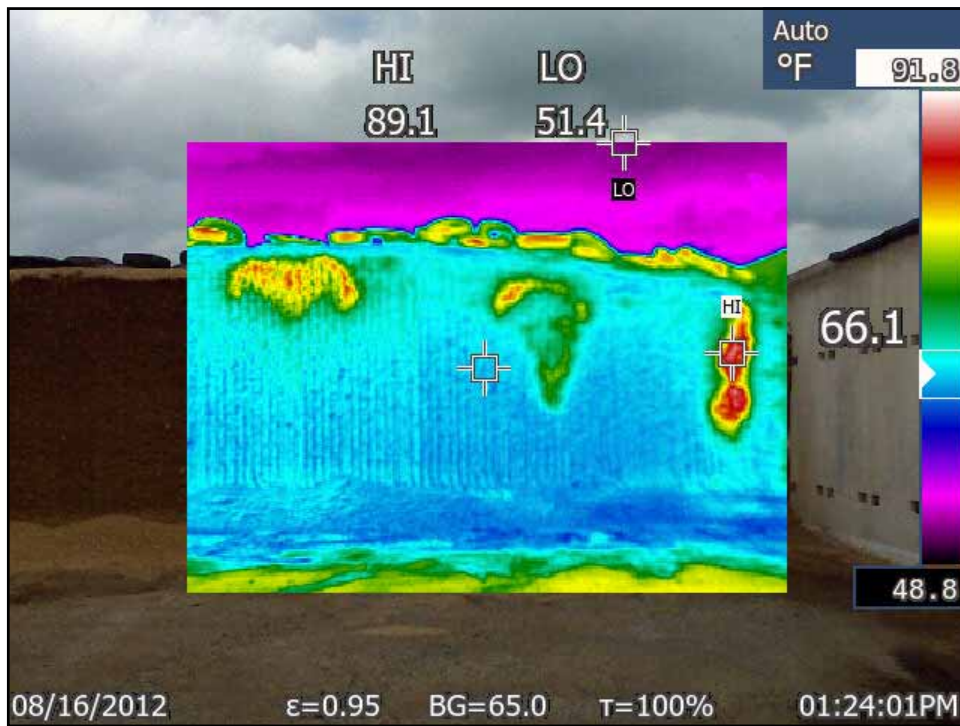 Auto
°F 91.8
HI LO
89.1 51.4
LO
HI
66.1
48.8
08/16/2012 ε=0.95 BG=65.0 τ=100% 01:24:01PM